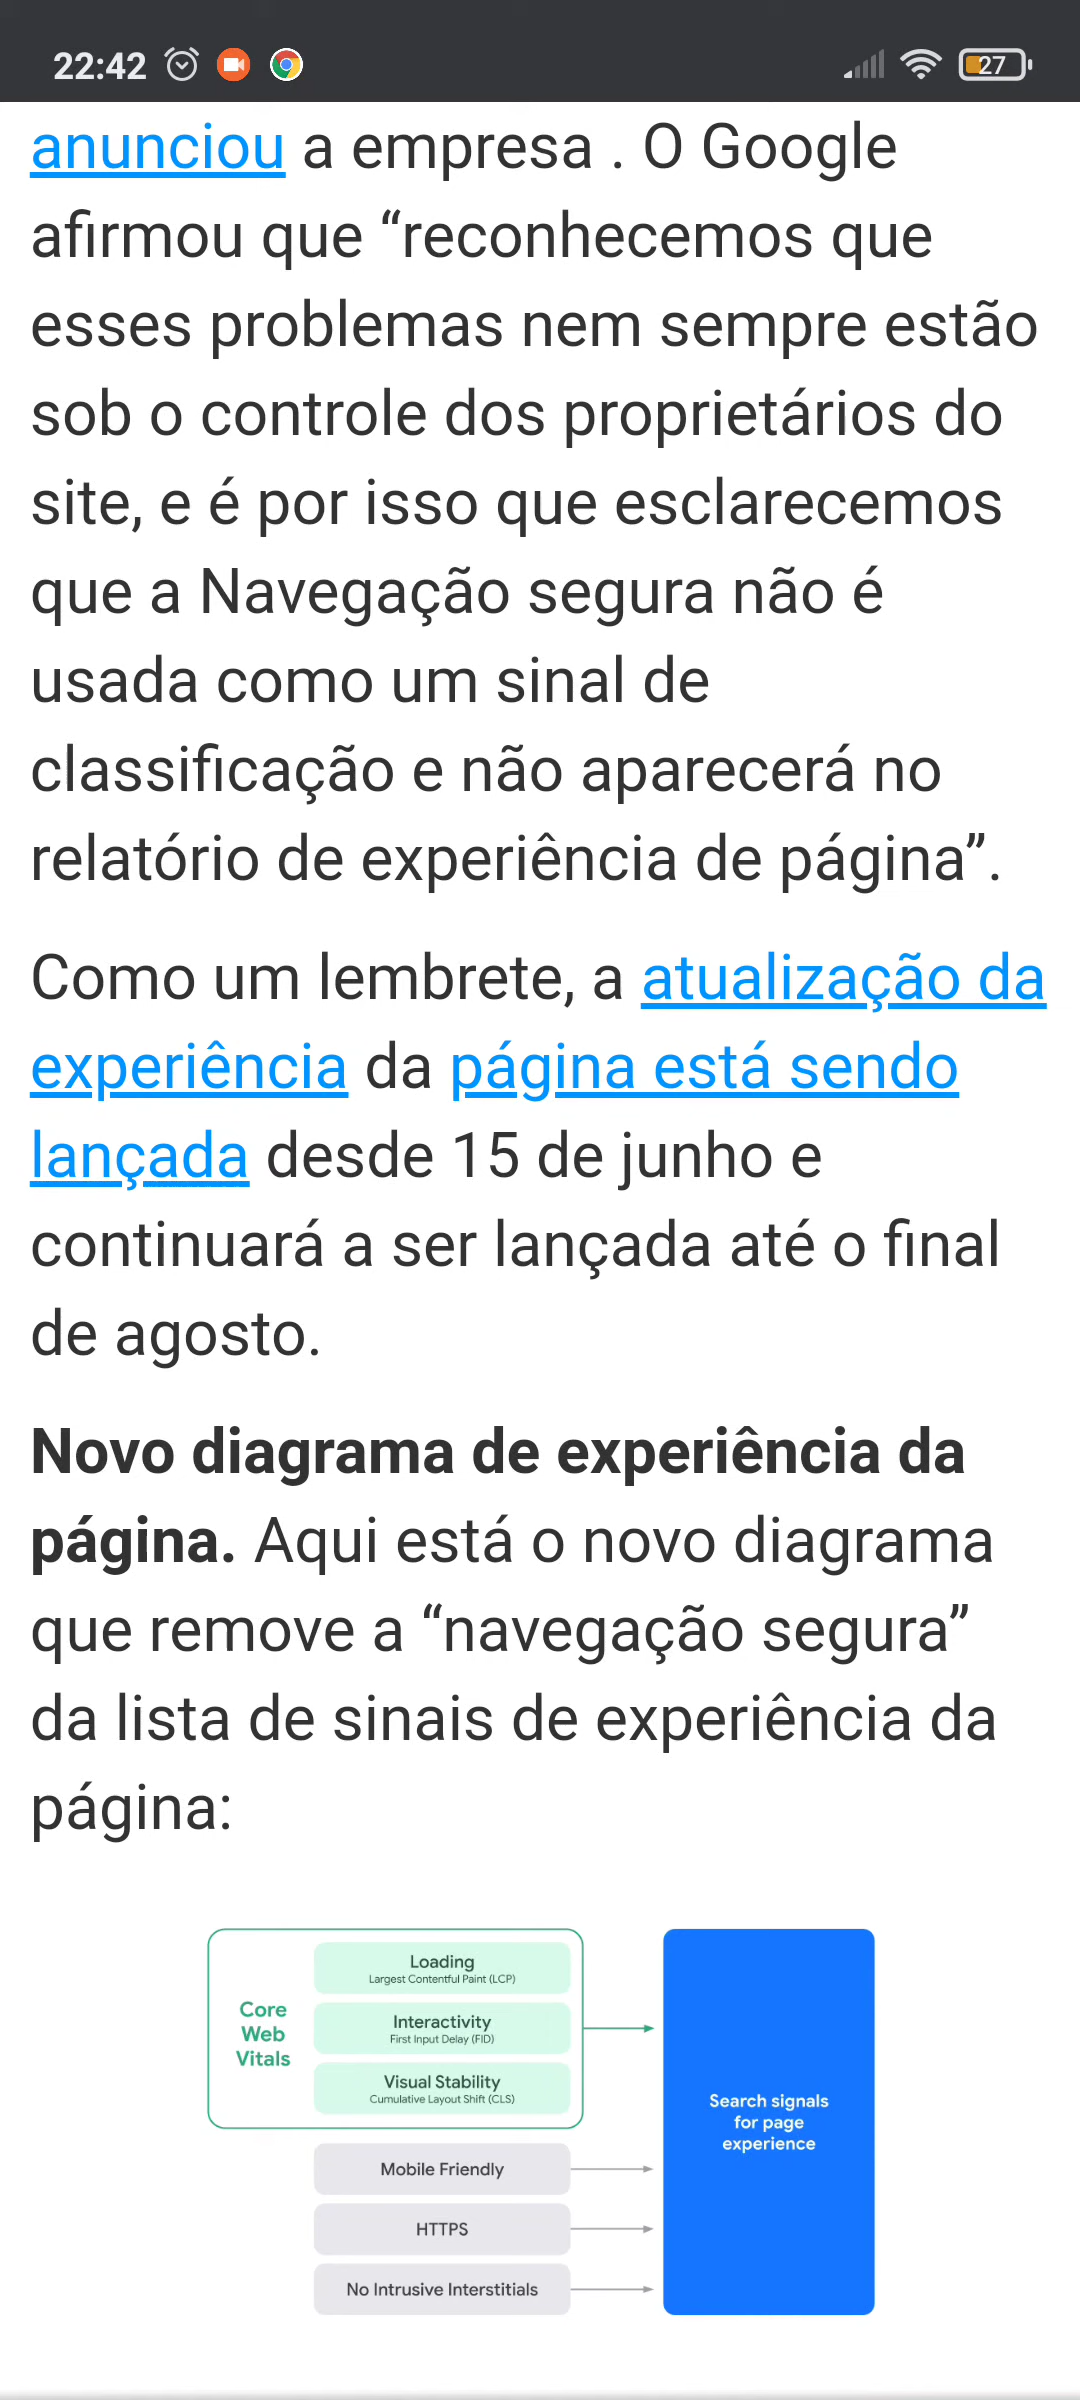 22:42
27
anunciou a empresa . O Google
afirmou que “reconhecemos que
esses problemas nem sempre estão
sob o controle dos proprietários do
site, e é por isso que esclarecemos
que a Navegação segura não é
usada como um sinal de
classificação e não aparecerá no
relatório de experiência de página”.
Como um lembrete, a atualização da
experiência da página está sendo
lançada desde 15 de junho e
continuará a ser lançada até o final
de agosto.
Novo diagrama de experiência da
página. Aqui está o novo diagrama
que remove a “navegação segura”
da lista de sinais de experiência da
página:
Core
Web
Vitals
Loading
Largest Contentful Paint (LCP)
Interactivity
First Input Delay (FID)
Visual Stability
Cumulative Layout Shift (CLS)
Mobile Friendly
HTTPS
No Intrusive Interstitials
Search signals
for page
experience